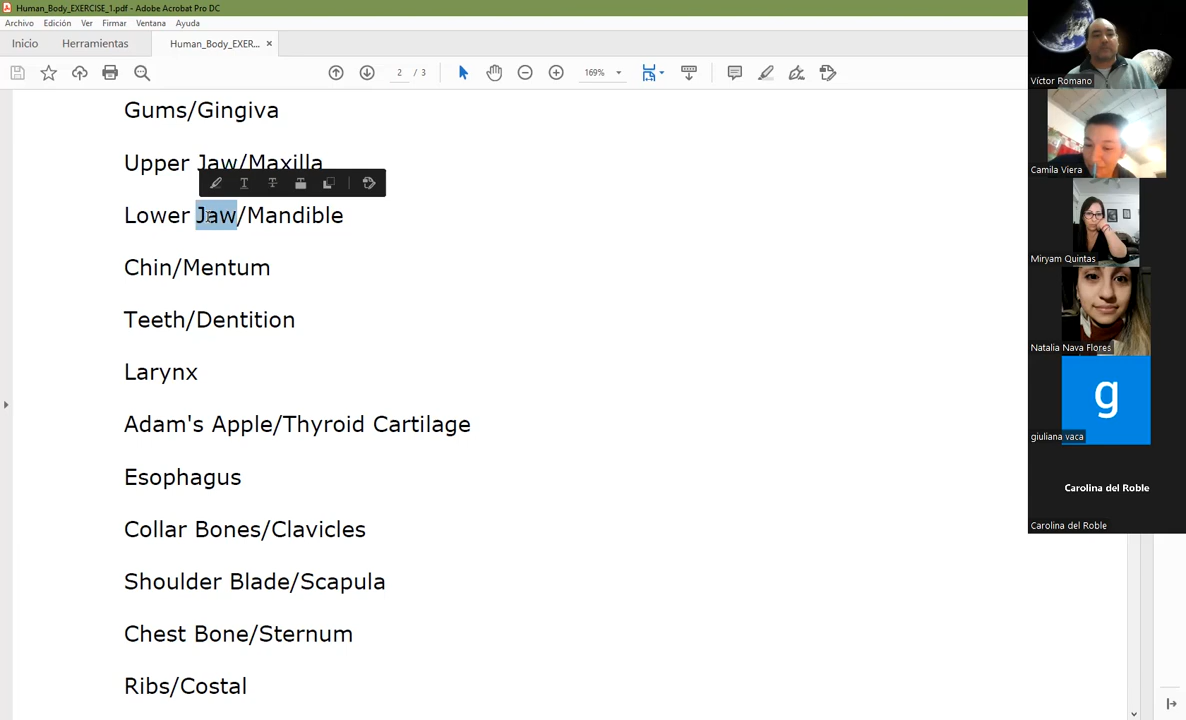 Human_Body_EXERCISE_1.pdf - Adobe Acrobat Pro DC
Archivo Edición Ver Firmar Ventana Ayuda
Inicio Herramientas Human_Body_EXER... ×
2 / 3 169%
Gums/Gingiva
Upper Jaw/Maxilla
Lower Jaw/Mandible
Chin/Mentum
Teeth/Dentition
Larynx
Adam's Apple/Thyroid Cartilage
Esophagus
Collar Bones/Clavicles
Shoulder Blade/Scapula
Chest Bone/Sternum
Ribs/Costal
Víctor Romano
Camila Viera
Miryam Quintas
Natalia Nava Flores
g
giuliana vaca
Carolina del Roble
Carolina del Roble